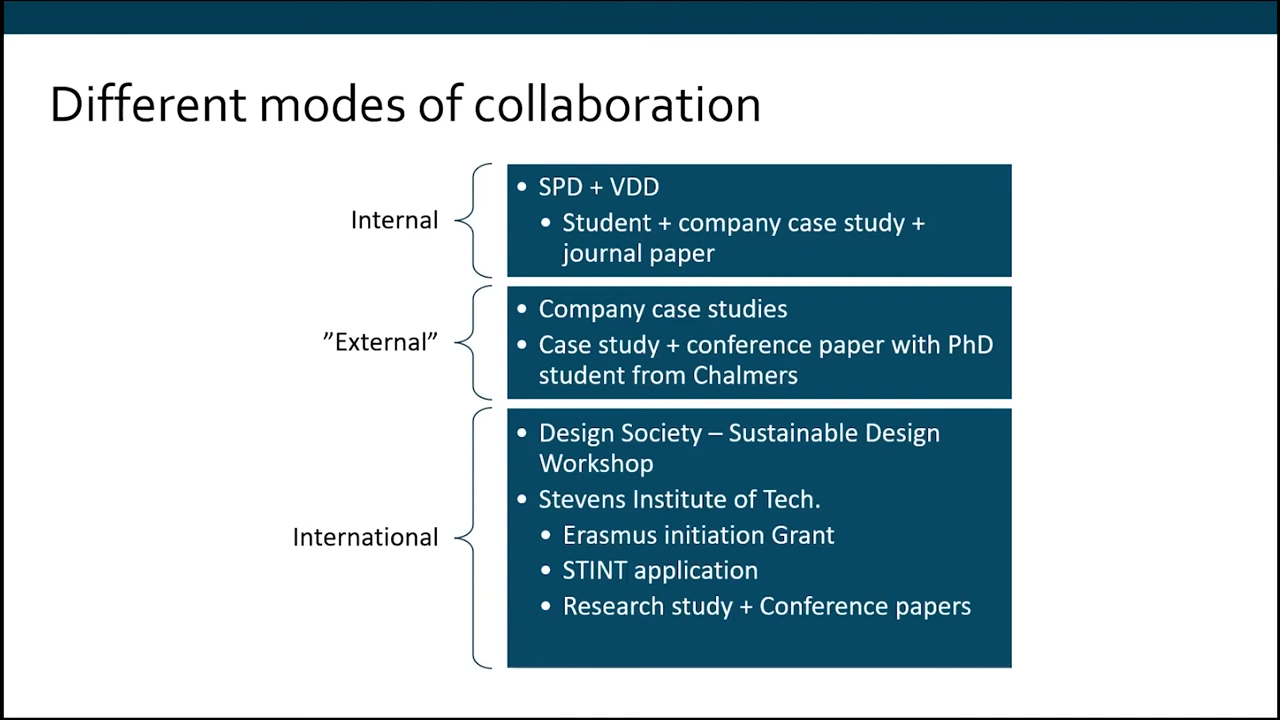 Different modes of collaboration
Internal
• SPD + VDD
• Student + company case study +
journal paper
”External”
• Company case studies
• Case study + conference paper with PhD
student from Chalmers
International
• Design Society – Sustainable Design
Workshop
• Stevens Institute of Tech.
• Erasmus initiation Grant
• STINT application
• Research study + Conference papers